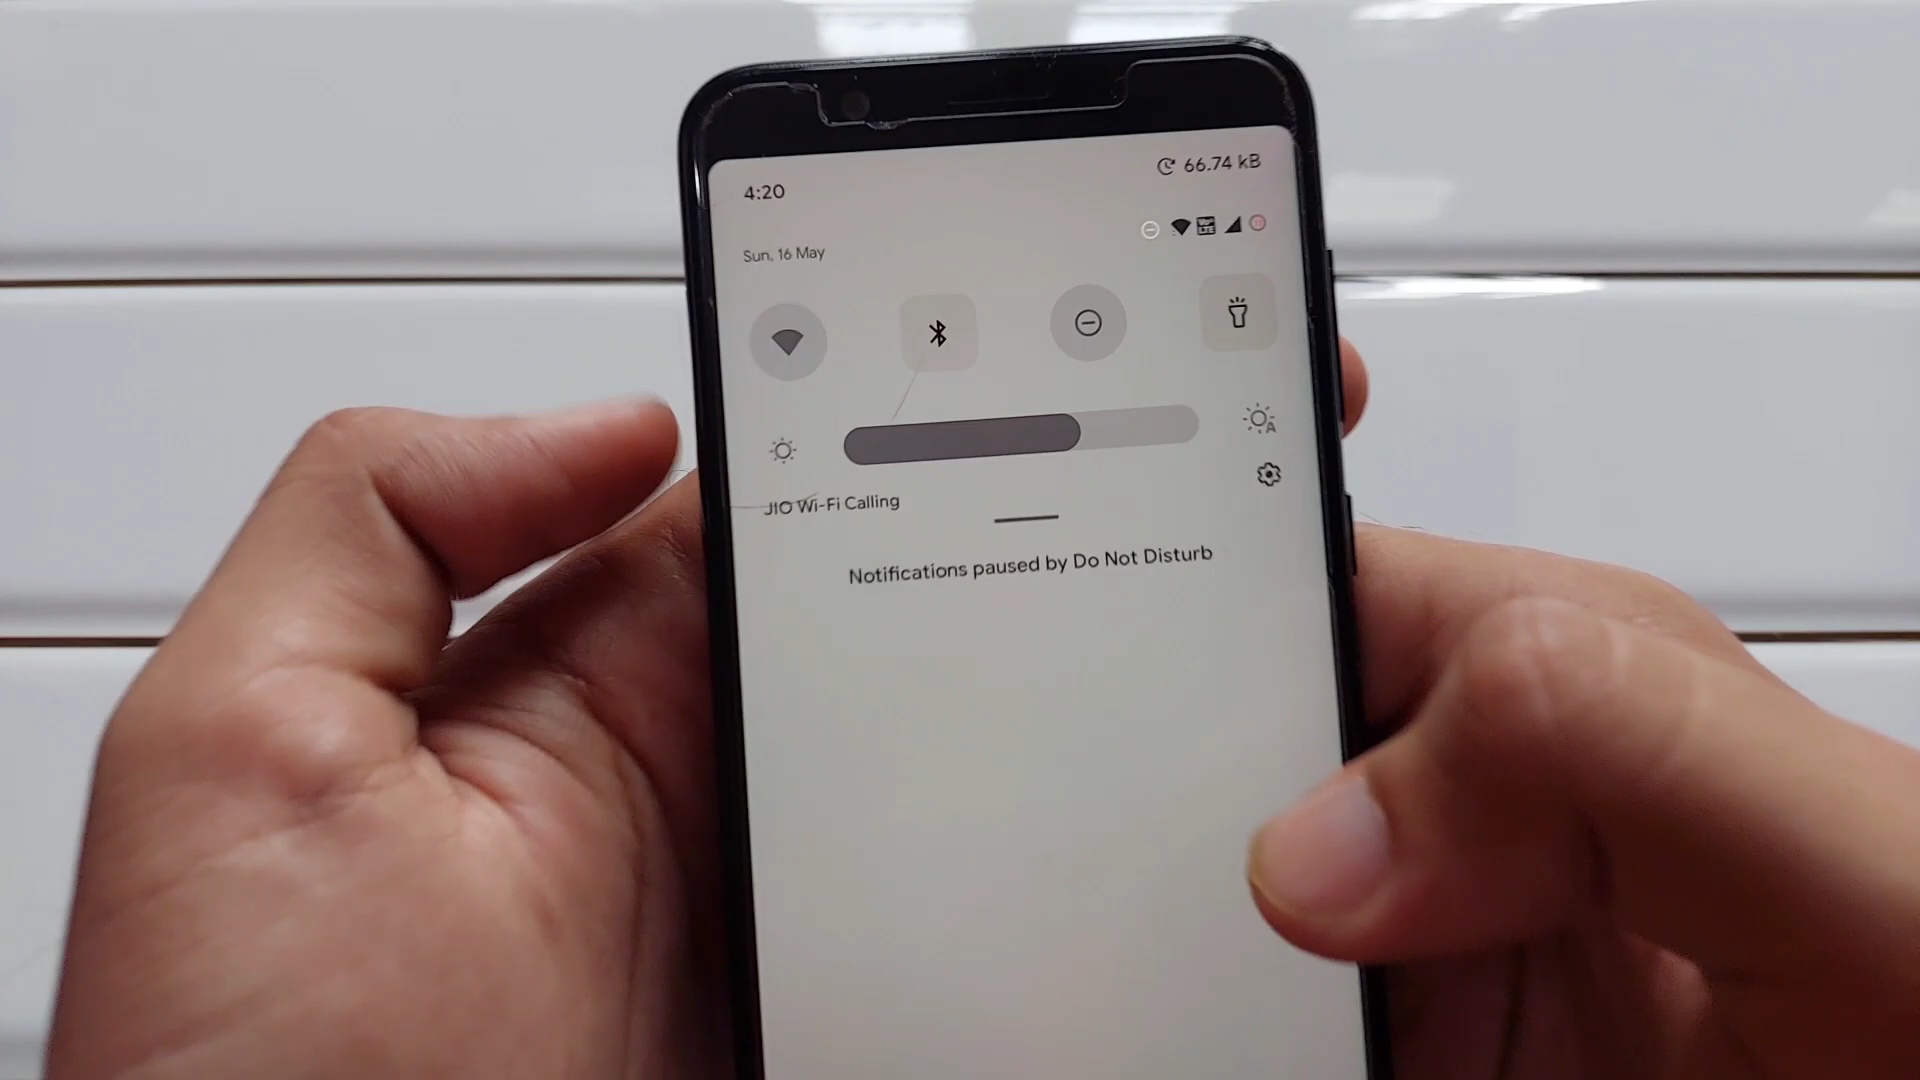 4:20
66.74 kB
Sun, 16 May
A
JIO Wi-Fi Calling
Notifications paused by Do Not Disturb